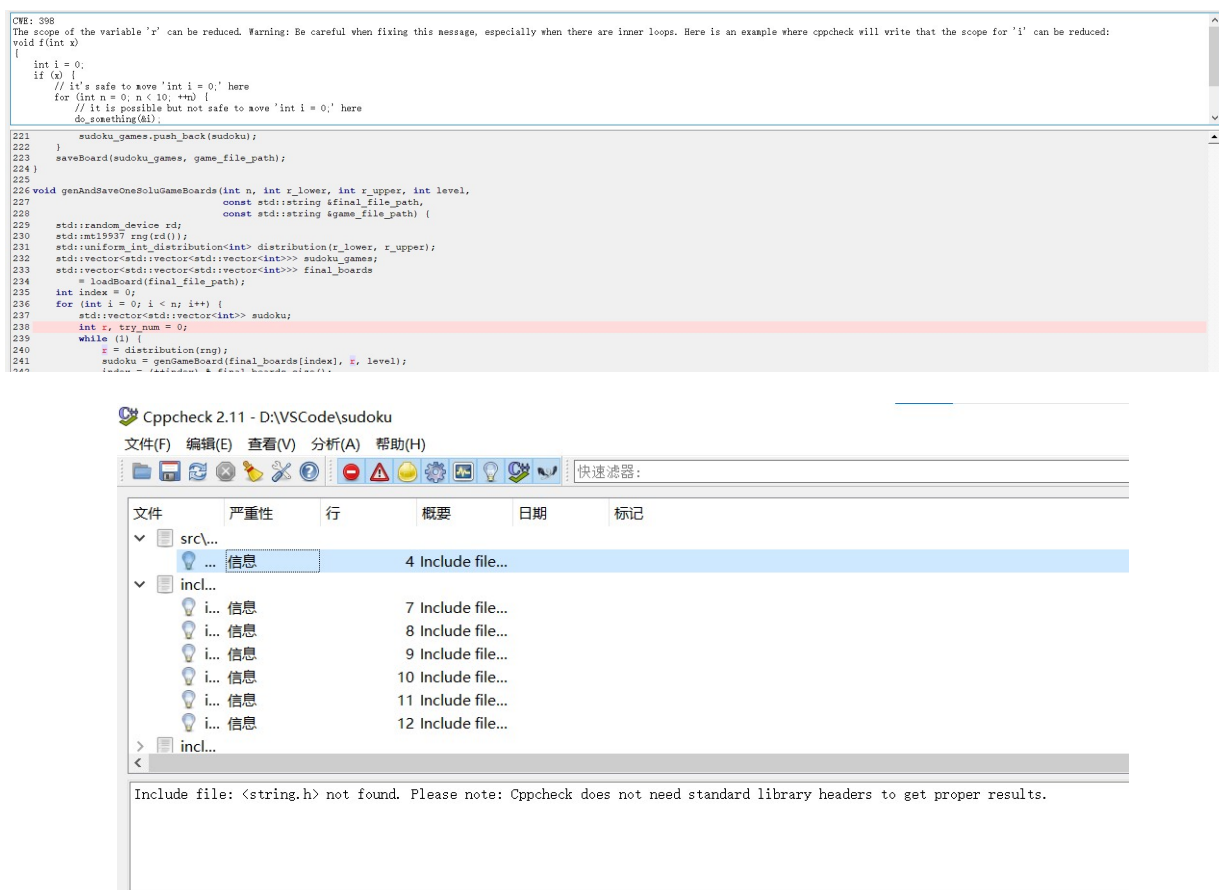 CWE: 398
The scope of the variable 'r' can be reduced. Warning: Be careful when fixing this message, especially when there are inner loops. Here is an example where cppcheck will write that the scope for 'i' can be reduced:
void f(int x)
{
    int i = 0;
    if (x) {
        // it's safe to move 'int i = 0;' here
        for (int n = 0; n < 10; ++n) {
            // it is possible but not safe to move 'int i = 0;' here
            do_something(&i);
221         sudoku_games.push_back(sudoku);
222     }
223     saveBoard(sudoku_games, game_file_path);
224 }
225
226 void genAndSaveOneSoluGameBoards(int n, int r_lower, int r_upper, int level,
227                                  const std::string &final_file_path,
228                                  const std::string &game_file_path) {
229     std::random_device rd;
230     std::mt19937 rng(rd());
231     std::uniform_int_distribution<int> distribution(r_lower, r_upper);
232     std::vector<std::vector<std::vector<int>>> sudoku_games;
233     std::vector<std::vector<std::vector<int>>> final_boards
234         = loadBoard(final_file_path);
235     int index = 0;
236     for (int i = 0; i < n; i++) {
237         std::vector<std::vector<int>> sudoku;
238         int r, try_num = 0;
239         while (1) {
240             r = distribution(rng);
241             sudoku = genGameBoard(final_boards[index], r, level);
Cppcheck 2.11 - D:\VSCode\sudoku
文件(F) 编辑(E) 查看(V) 分析(A) 帮助(H)
快速滤器:
文件 严重性 行 概要 日期 标记
src\...
... 信息 4 Include file...
incl...
i... 信息 7 Include file...
i... 信息 8 Include file...
i... 信息 9 Include file...
i... 信息 10 Include file...
i... 信息 11 Include file...
i... 信息 12 Include file...
incl...
Include file: <string.h> not found. Please note: Cppcheck does not need standard library headers to get proper results.